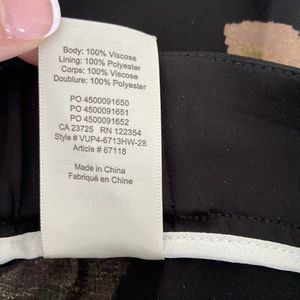 Body: 100% Viscose
Lining: 100% Polyester
Corps: 100% Viscose
Doublure: 100% Polyester
PO 4500091650
PO 4500091651
PO 4500091652
CA 23725 RN 122354
Style # VUP4-6713HW-28
Article # 67118
Made in China
Fabriqué en Chine